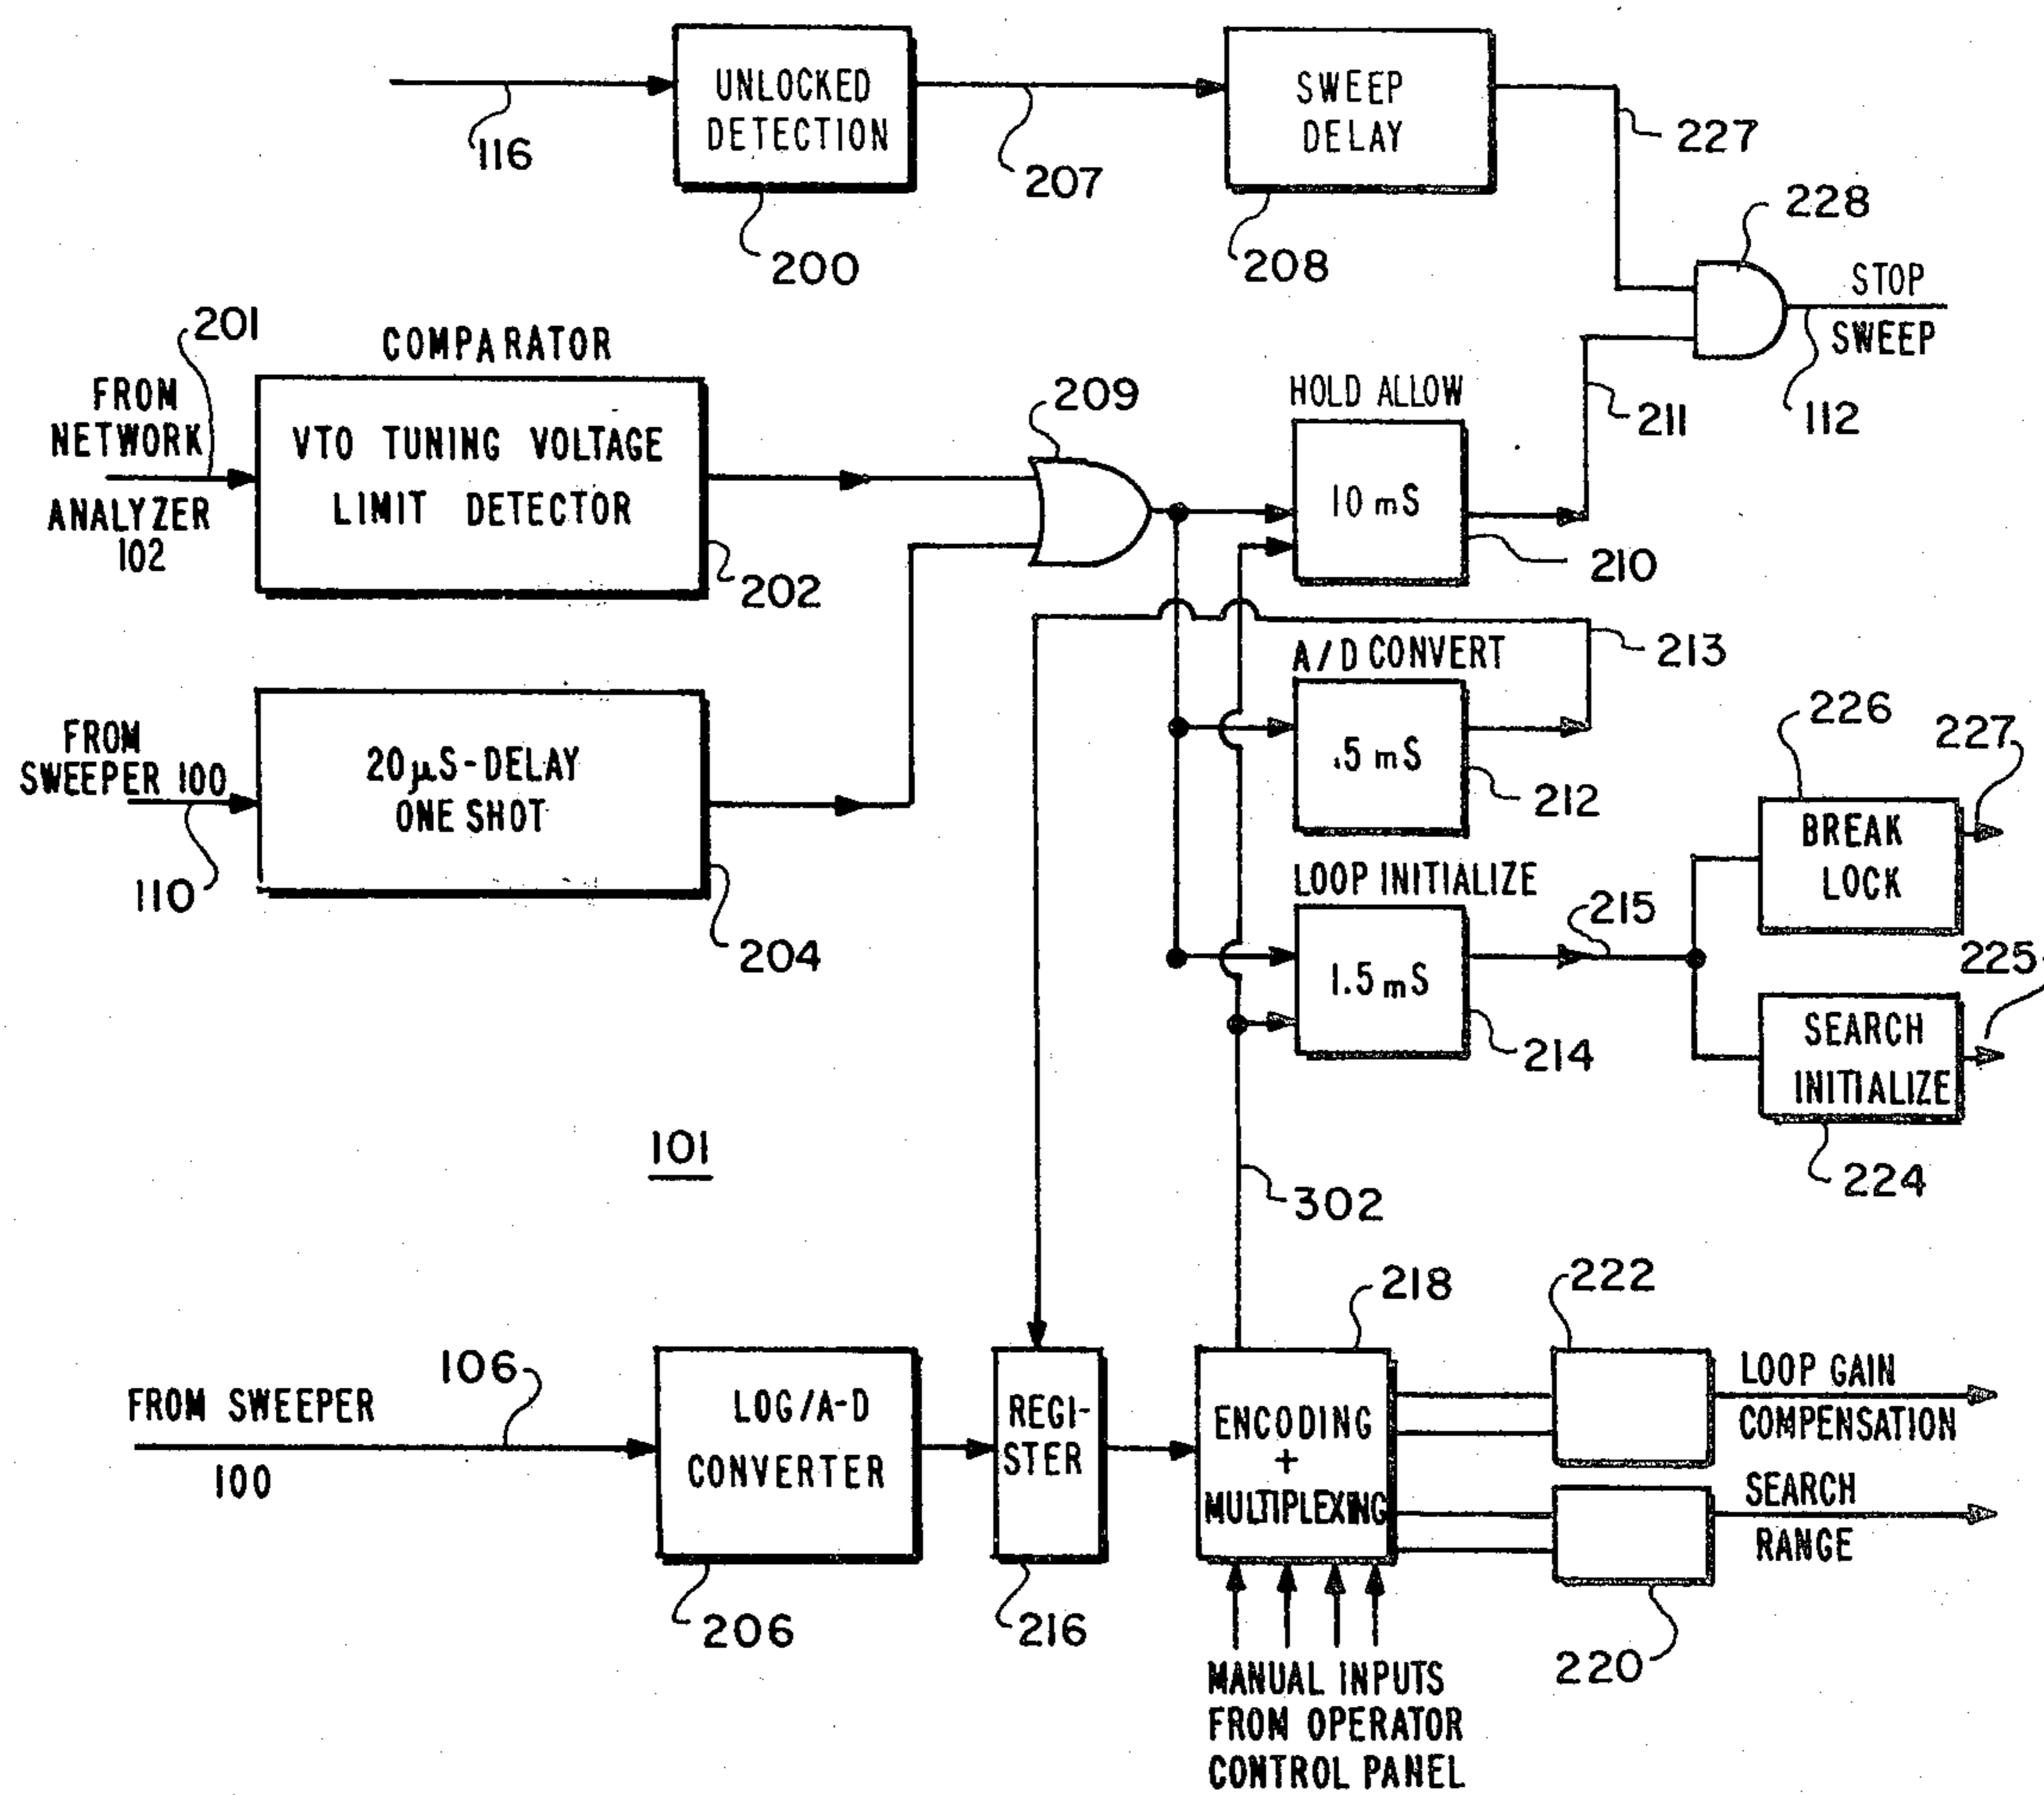 UNLOCKED
DETECTION
SWEEP
DELAY
116
207
227
200
208
228
STOP
SWEEP
112
201
COMPARATOR
FROM
NETWORK
ANALYZER
102
VTO TUNING VOLTAGE
LIMIT DETECTOR
202
209
HOLD ALLOW
10 mS
211
210
213
A/D CONVERT
.5 mS
212
FROM
SWEEPER 100
110
20µS-DELAY
ONE SHOT
204
LOOP INITIALIZE
1.5 mS
214
215
226
227
BREAK
LOCK
225
SEARCH
INITIALIZE
224
101
302
218
222
106
FROM SWEEPER
100
LOG/A-D
CONVERTER
206
REGI-
STER
216
ENCODING
+
MULTIPLEXING
LOOP GAIN
COMPENSATION
SEARCH
RANGE
220
MANUAL INPUTS
FROM OPERATOR
CONTROL PANEL